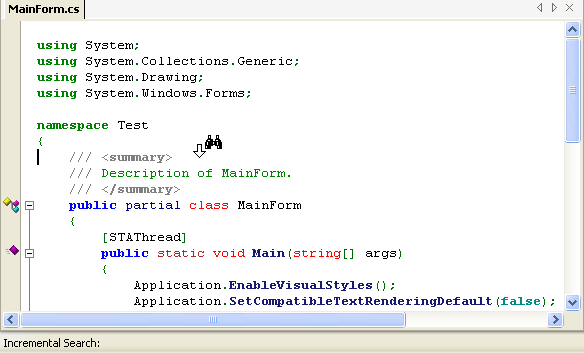 MainForm.cs
using System;
using System.Collections.Generic;
using System.Drawing;
using System.Windows.Forms;
namespace Test
{
/// <summary>
/// Description of MainForm.
/// </summary>
public partial class MainForm
{
[STAThread]
public static void Main(string[] args)
{
Application.EnableVisualStyles();
Application.SetCompatibleTextRenderingDefault(false);
Incremental Search: